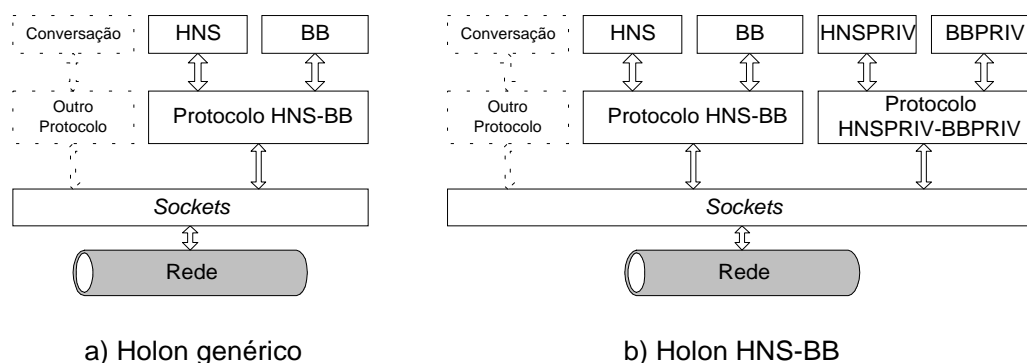 Conversação
HNS
BB
Outro
Protocolo
Protocolo HNS-BB
Sockets
Rede
a) Holon genérico
Conversação
HNS
BB
HNSPRIV
BBPRIV
Outro
Protocolo
Protocolo HNS-BB
Protocolo
HNSPRIV-BBPRIV
Sockets
Rede
b) Holon HNS-BB